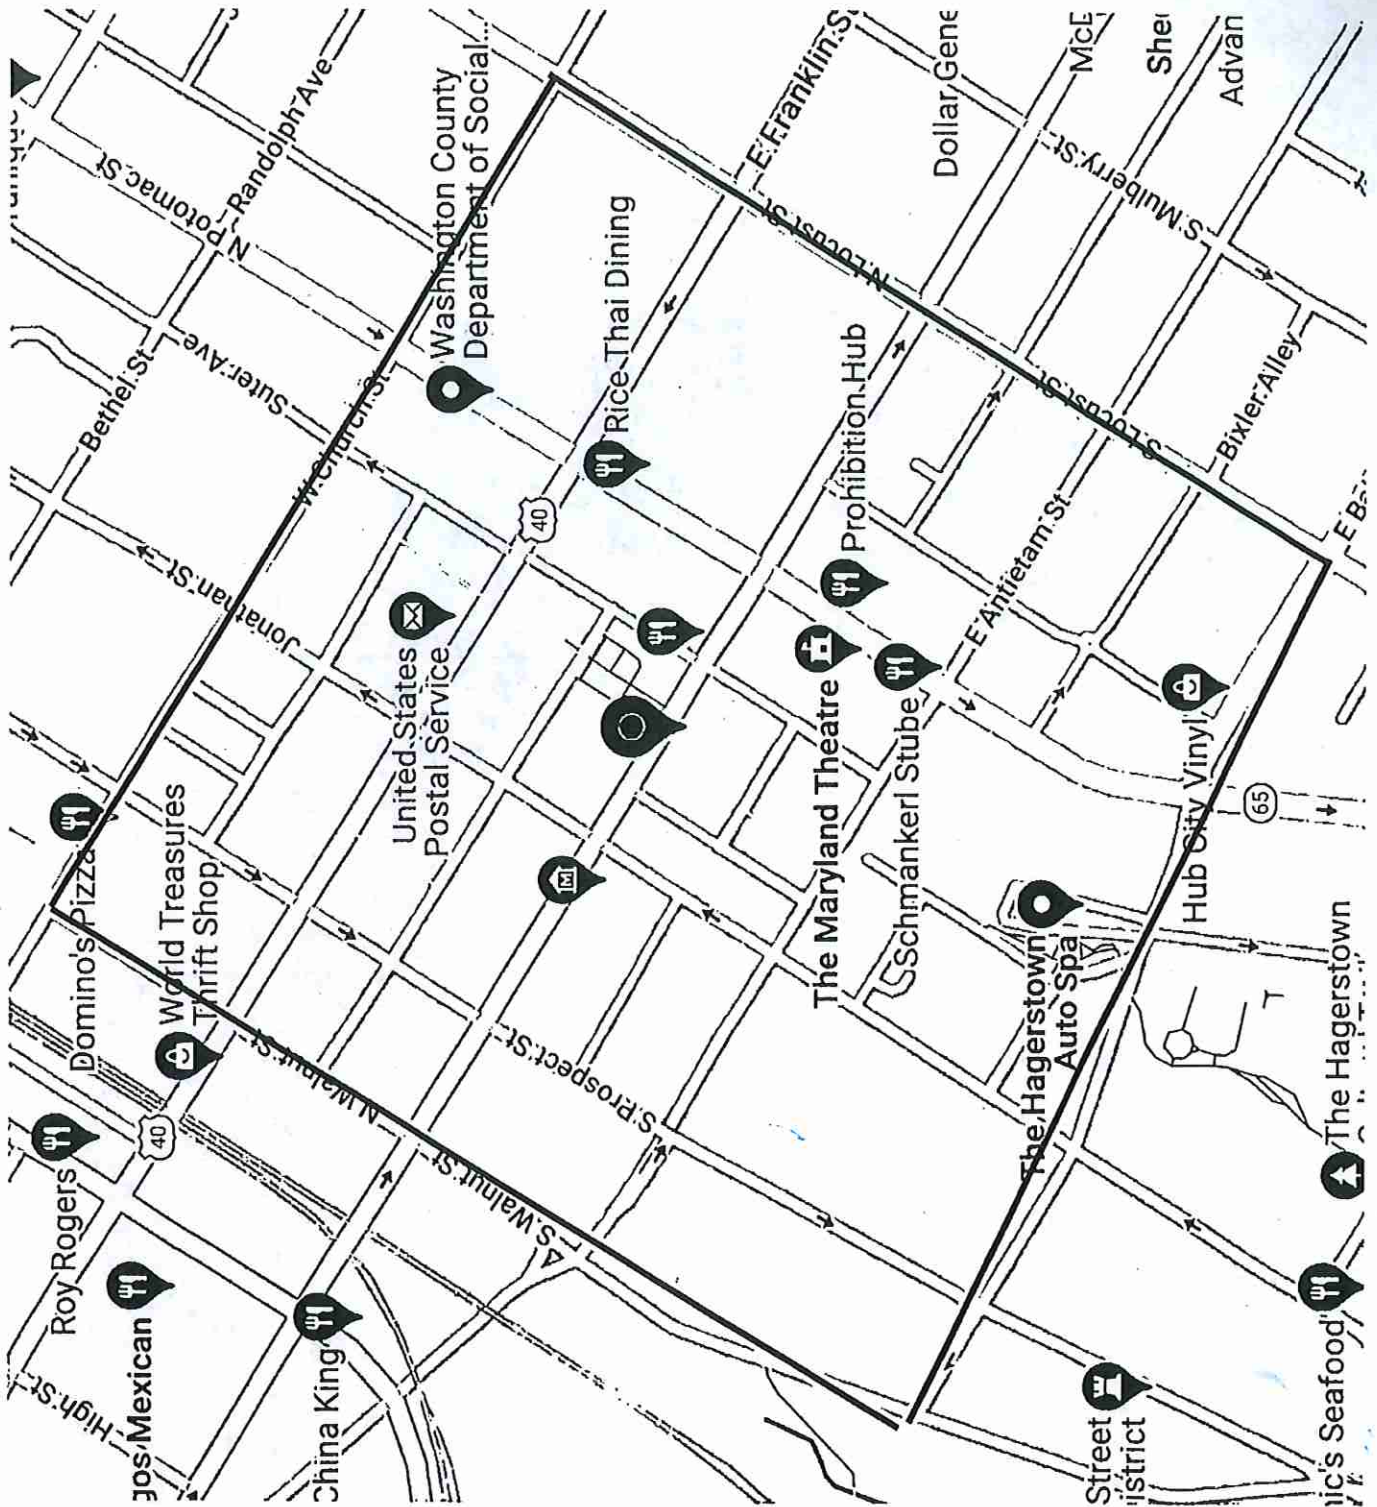 High St
Roy Rogers
Domino's Pizza
Mexican
40
World Treasures
Thrift Shop
Bethel St
N Potomac St
Randolph Ave
Suter Ave
Jonathan St
W Church St
N Walnut St
China King
United States
Postal Service
Washington County
Department of Social...
S Walnut St
S Prospect St
40
Rice Thai Dining
E Franklin S
N Locust St
The Maryland Theatre
Prohibition Hub
Schmankerl Stube
Dollar Gene
E Antietam St
S Locust St
The Hagerstown
Auto Spa
McD
S Mulberry St
Street
istrict
Hub City Vinyl
Bixler Alley
Shee
Advan
65
ic's Seafood
The Hagerstown